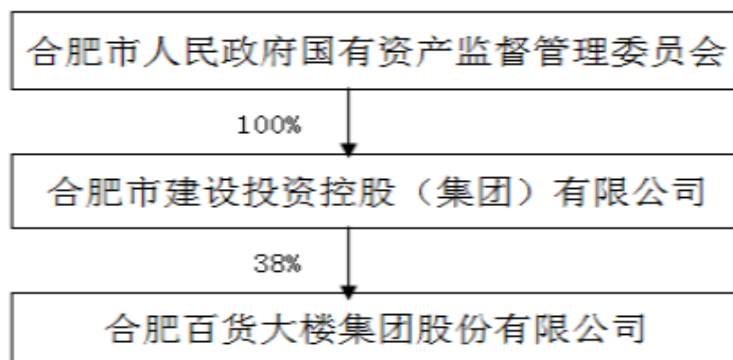 合肥市人民政府国有资产监督管理委员会
100%
合肥市建设投资控股（集团）有限公司
38%
合肥百货大楼集团股份有限公司